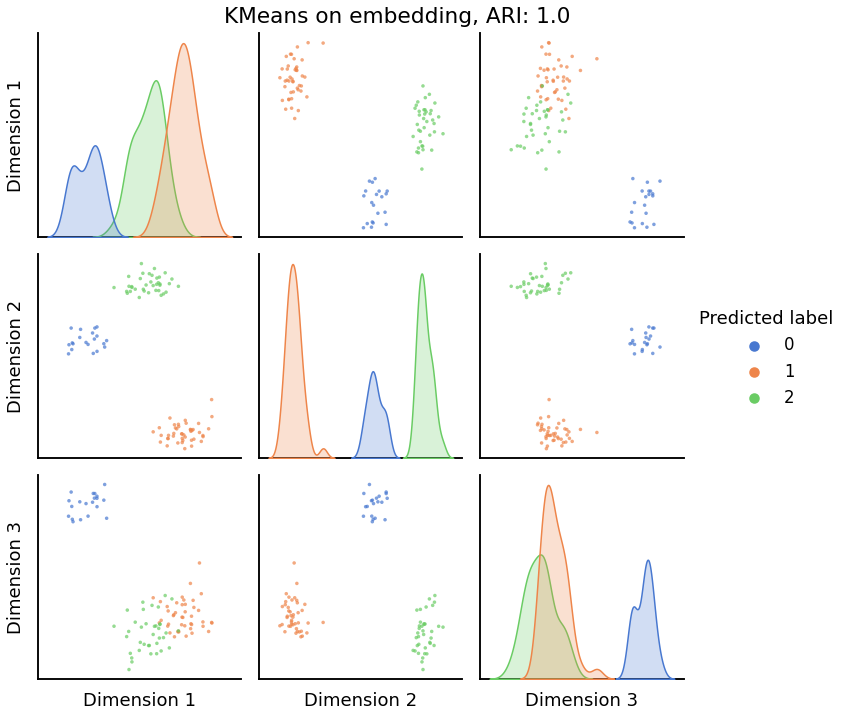 KMeans on embedding, ARI: 1.0
Dimension 1
Dimension 2
Dimension 3
Predicted label
0
1
2
Dimension 1
Dimension 2
Dimension 3